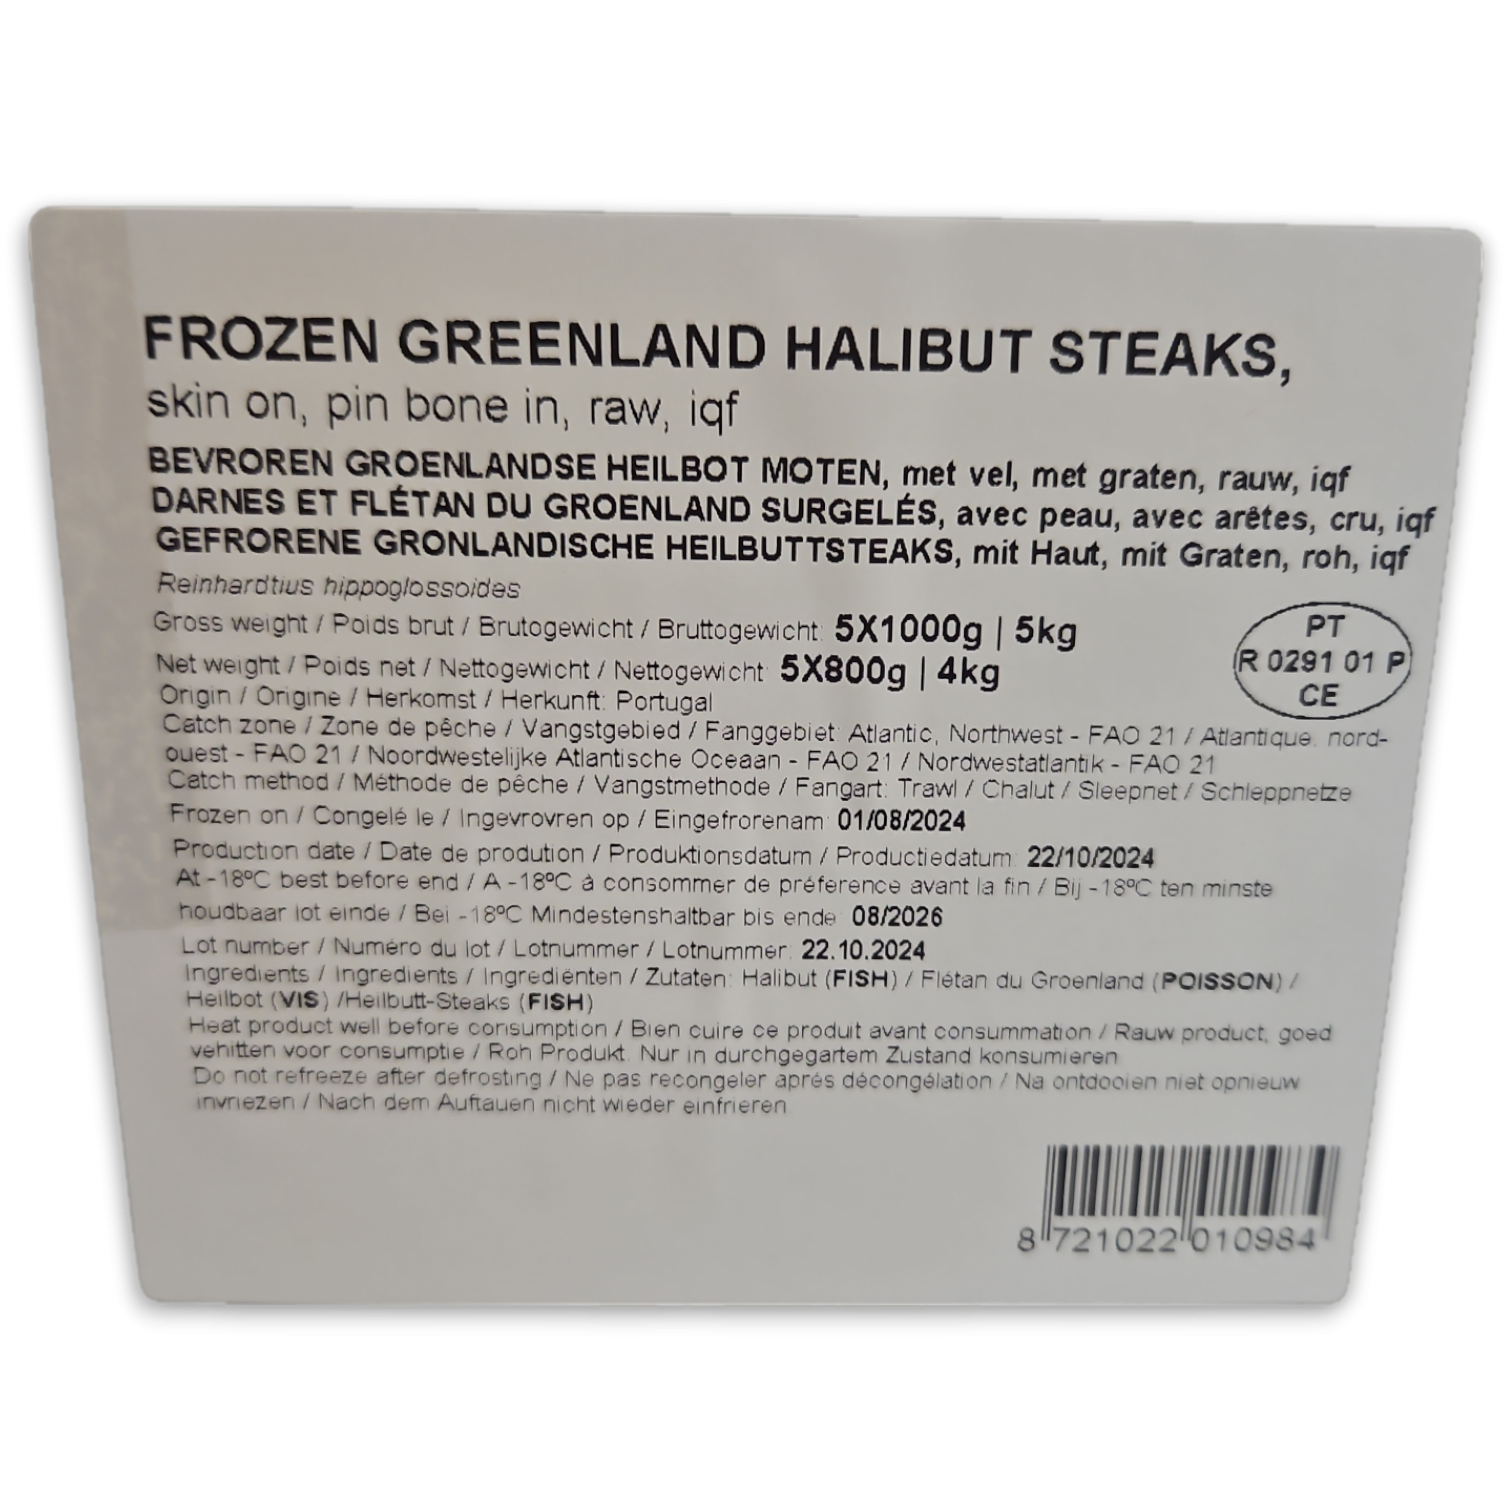 FROZEN GREENLAND HALIBUT STEAKS,
skin on, pin bone in, raw, iqf
BEVROREN GROENLANDSE HEILBOT MOTEN, met vel, met graten, rauw, iqf
DARNES ET FLÉTAN DU GROENLAND SURGELÉS, avec peau, avec arêtes, cru, iqf
GEFRORENE GRONLANDISCHE HEILBUTTSTEAKS, mit Haut, mit Graten, roh, iqf
Reinhardtius hippoglossoides
Gross weight / Poids brut / Brutogewicht / Bruttogewicht: 5X1000g | 5kg
Net weight / Poids net / Nettogewicht / Nettogewicht: 5X800g | 4kg
PT
R 0291 01 P
CE
Origin / Origine / Herkomst / Herkunft: Portugal
Catch zone / Zone de pêche / Vangstgebied / Fanggebiet: Atlantic, Northwest - FAO 21 / Atlantique, nord-
ouest - FAO 21 / Noordwestelijke Atlantische Oceaan - FAO 21 / Nordwestatlantik - FAO 21
Catch method / Méthode de pêche / Vangstmethode / Fangart: Trawl / Chalut / Sleepnet / Schleppnetze
Frozen on / Congelé le / Ingevrovren op / Eingefrorenam: 01/08/2024
Production date / Date de prodution / Produktionsdatum / Productiedatum: 22/10/2024
At -18ºC best before end / A -18ºC à consommer de préference avant la fin / Bij -18ºC ten minste
houdbaar lot einde / Bei -18ºC Mindestenshaltbar bis ende: 08/2026
Lot number / Numéro du lot / Lotnummer / Lotnummer: 22.10.2024
Ingredients / Ingredients / Ingrediënten / Zutaten: Halibut (FISH) / Flétan du Groenland (POISSON) /
Heilbot (VIS) /Heilbutt-Steaks (FISH)
Heat product well before consumption / Bien cuire ce produit avant consummation / Rauw product, goed
vehitten voor consumptie / Roh Produkt. Nur in durchgegartem Zustand konsumieren
Do not refreeze after defrosting / Ne pas recongeler aprés décongélation / Na ontdooien niet opnieuw
invriezen / Nach dem Auftauen nicht wieder einfrieren
8 721022 010984